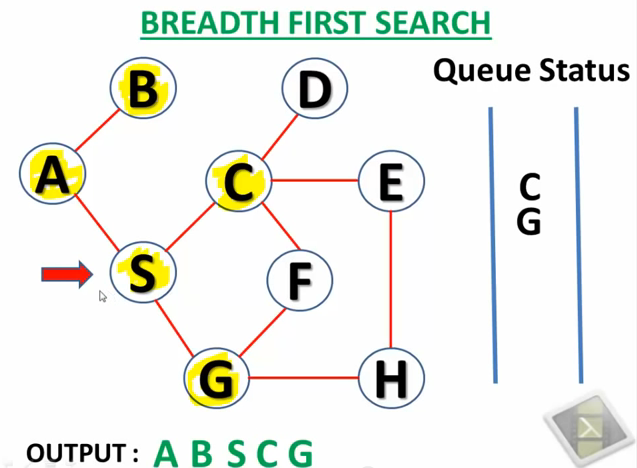 BREADTH FIRST SEARCH
Queue Status
B
D
A
C
E
C
G
S
F
G
H
OUTPUT : A B S C G